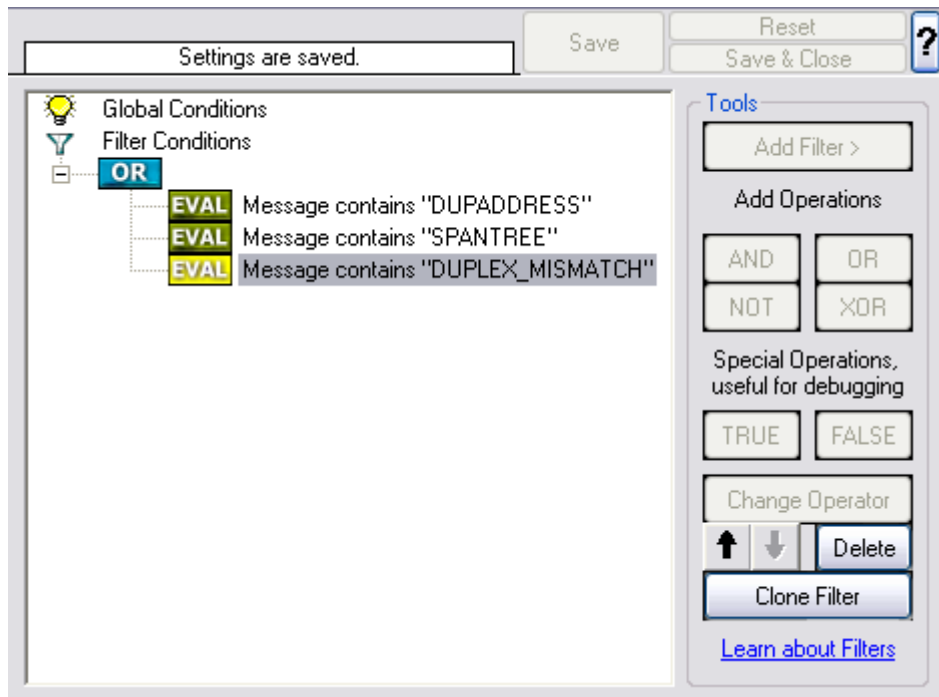 Settings are saved.
Save
Reset
Save & Close
?
Global Conditions
Filter Conditions
OR
EVAL Message contains "DUPADDRESS"
EVAL Message contains "SPANTREE"
EVAL Message contains "DUPLEX_MISMATCH"
Tools
Add Filter >
Add Operations
AND
OR
NOT
XOR
Special Operations,
useful for debugging
TRUE
FALSE
Change Operator
Delete
Clone Filter
Learn about Filters